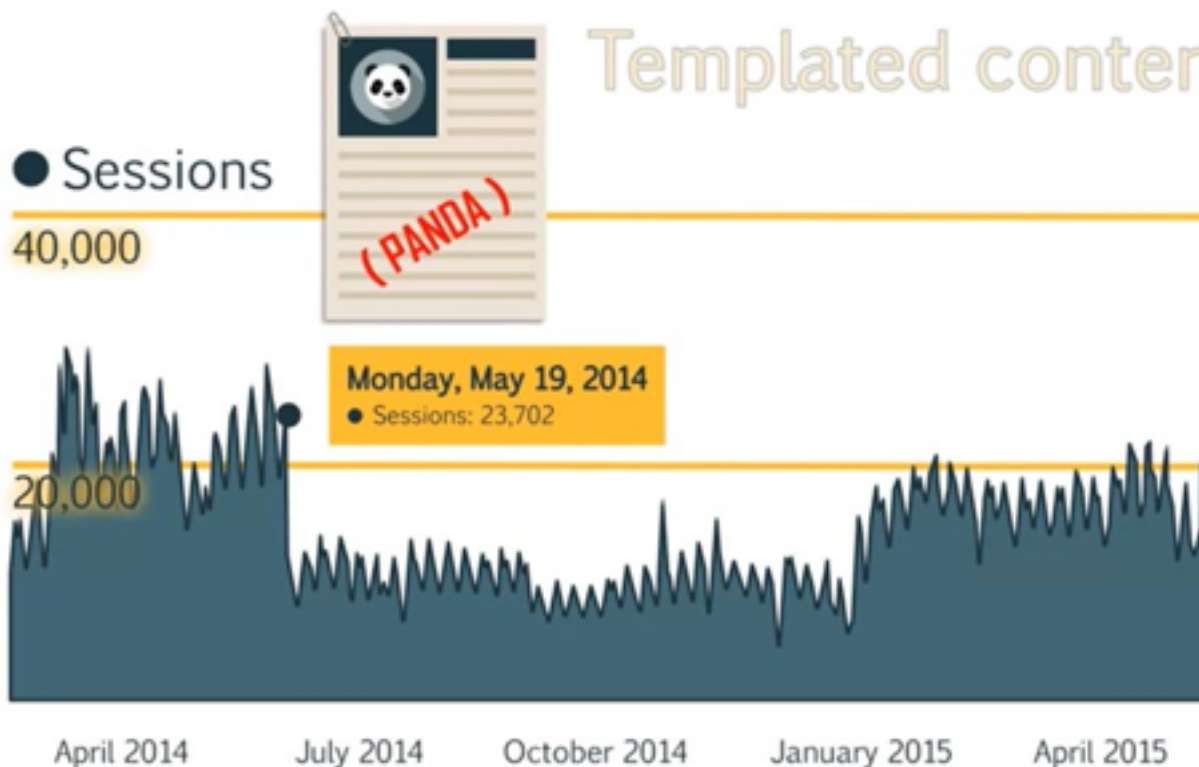 Templated conten
Sessions
(PANDA)
40,000
Monday, May 19, 2014
Sessions: 23,702
20,000
April 2014
July 2014
October 2014
January 2015
April 2015